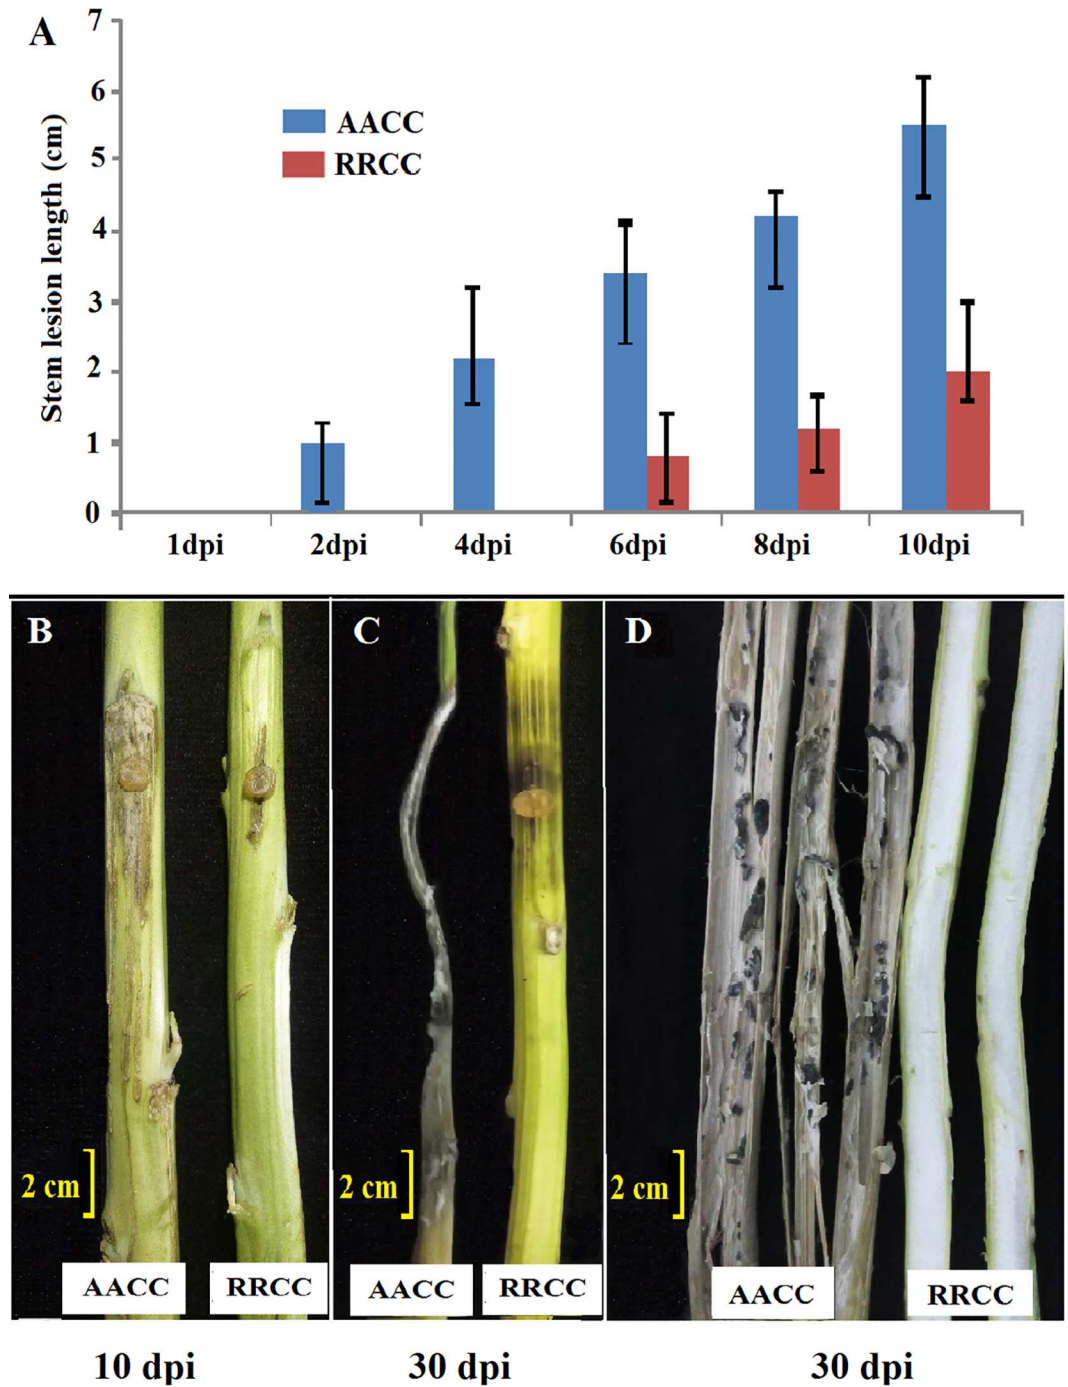 A
7
6
5
4
3
2
1
0
Stem lesion length (cm)
AACC
RRCC
1dpi 2dpi 4dpi 6dpi 8dpi 10dpi
B C D
2 cm 2 cm 2 cm
AACC RRCC AACC RRCC AACC RRCC
10 dpi 30 dpi 30 dpi